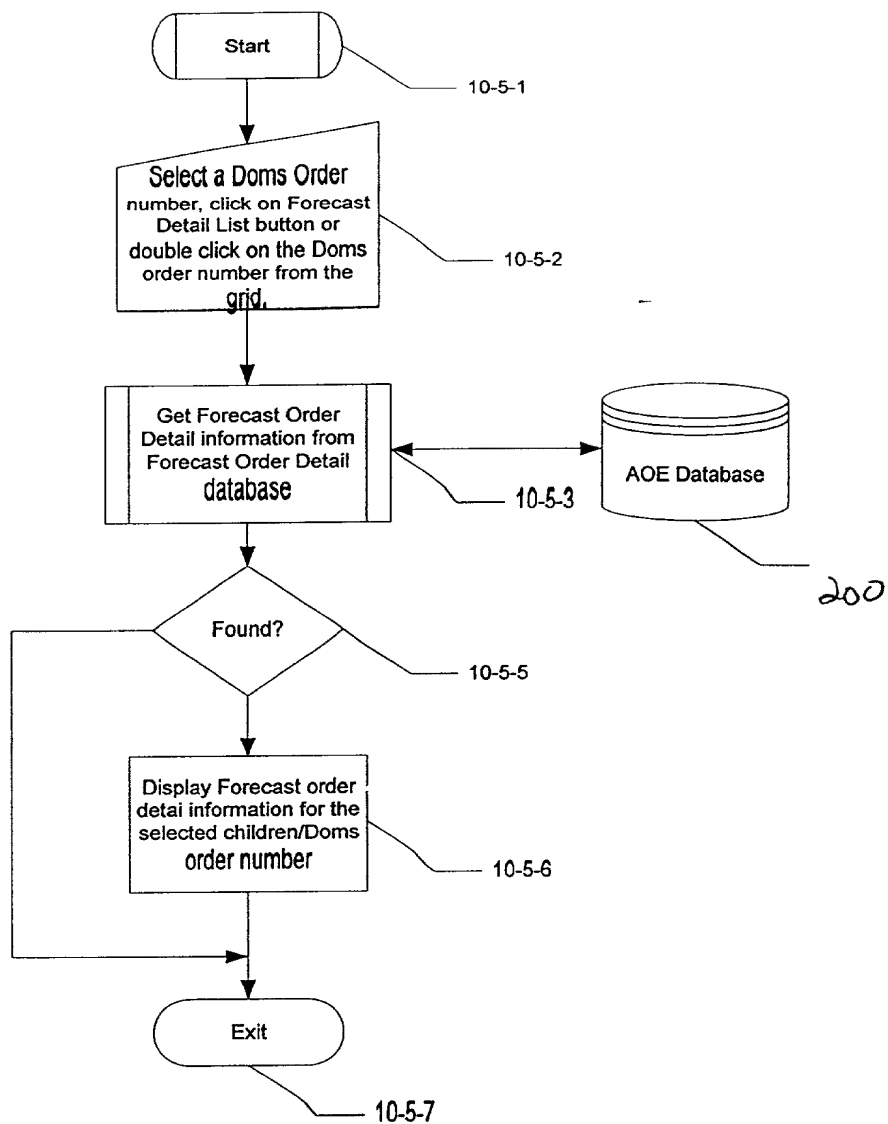 Start
10-5-1
Select a Doms Order
number, click on Forecast
Detail List button or
double click on the Doms
order number from the
grid.
10-5-2
Get Forecast Order
Detail information from
Forecast Order Detail
database
10-5-3
AOE Database
200
Found?
10-5-5
Display Forecast order
detai information for the
selected children/Doms
order number
10-5-6
Exit
10-5-7